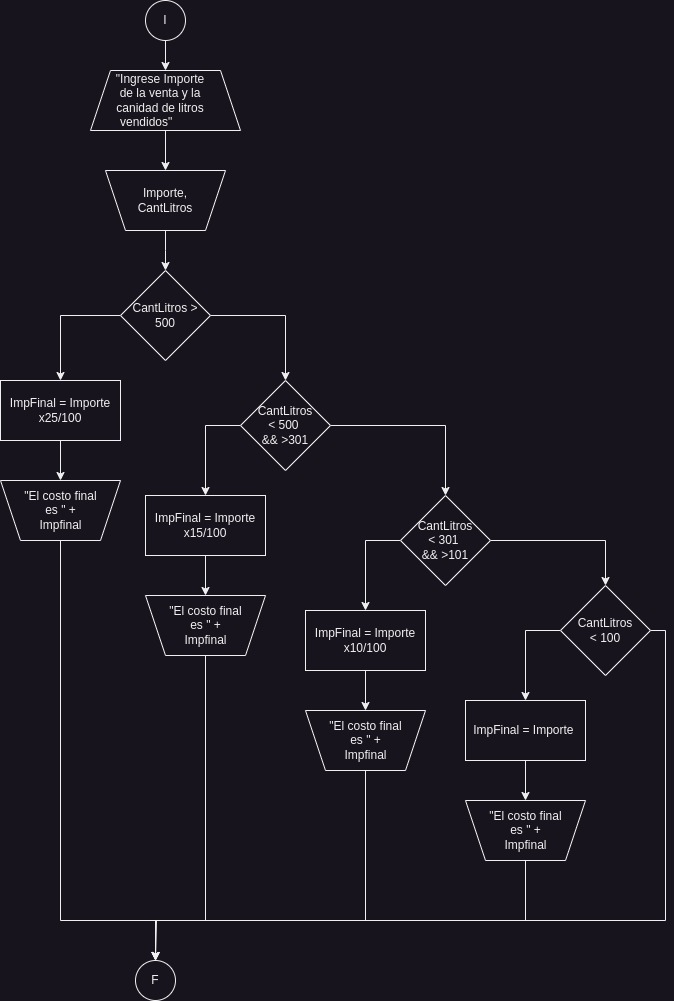 I
"Ingrese Importe
de la venta y la
canidad de litros
vendidos"
Importe,
CantLitros
CantLitros >
500
ImpFinal = Importe
x25/100
"El costo final
es " +
Impfinal
CantLitros
< 500
&& >301
ImpFinal = Importe
x15/100
"El costo final
es " +
Impfinal
CantLitros
< 301
&& >101
ImpFinal = Importe
x10/100
"El costo final
es " +
Impfinal
CantLitros
< 100
ImpFinal = Importe
"El costo final
es " +
Impfinal
F